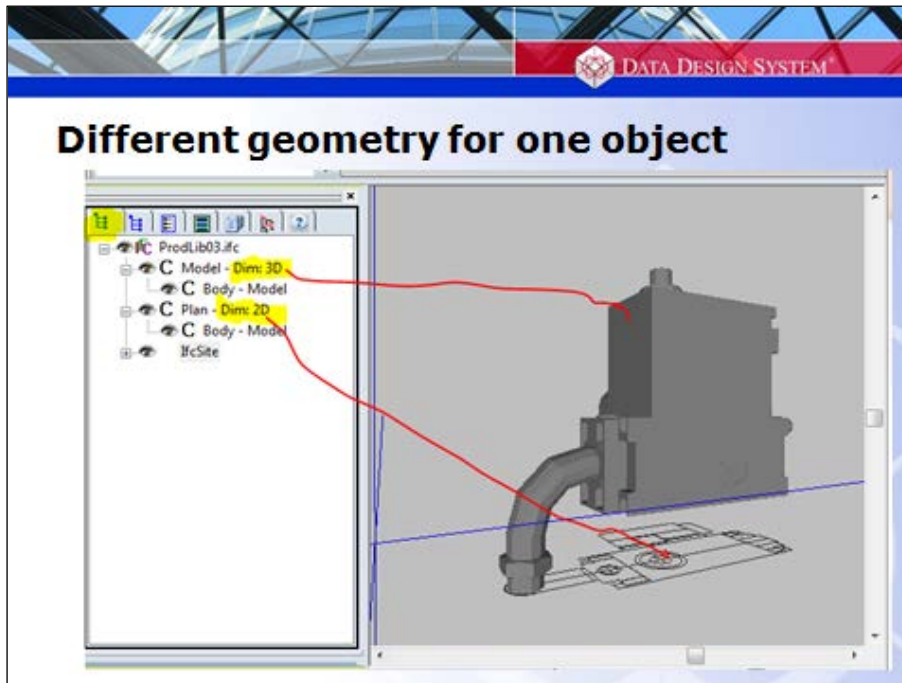 DATA DESIGN SYSTEM®
Different geometry for one object
ProdLib03.ifc
C Model - Dim: 3D
C Body - Model
C Plan - Dim: 2D
C Body - Model
IfcSite